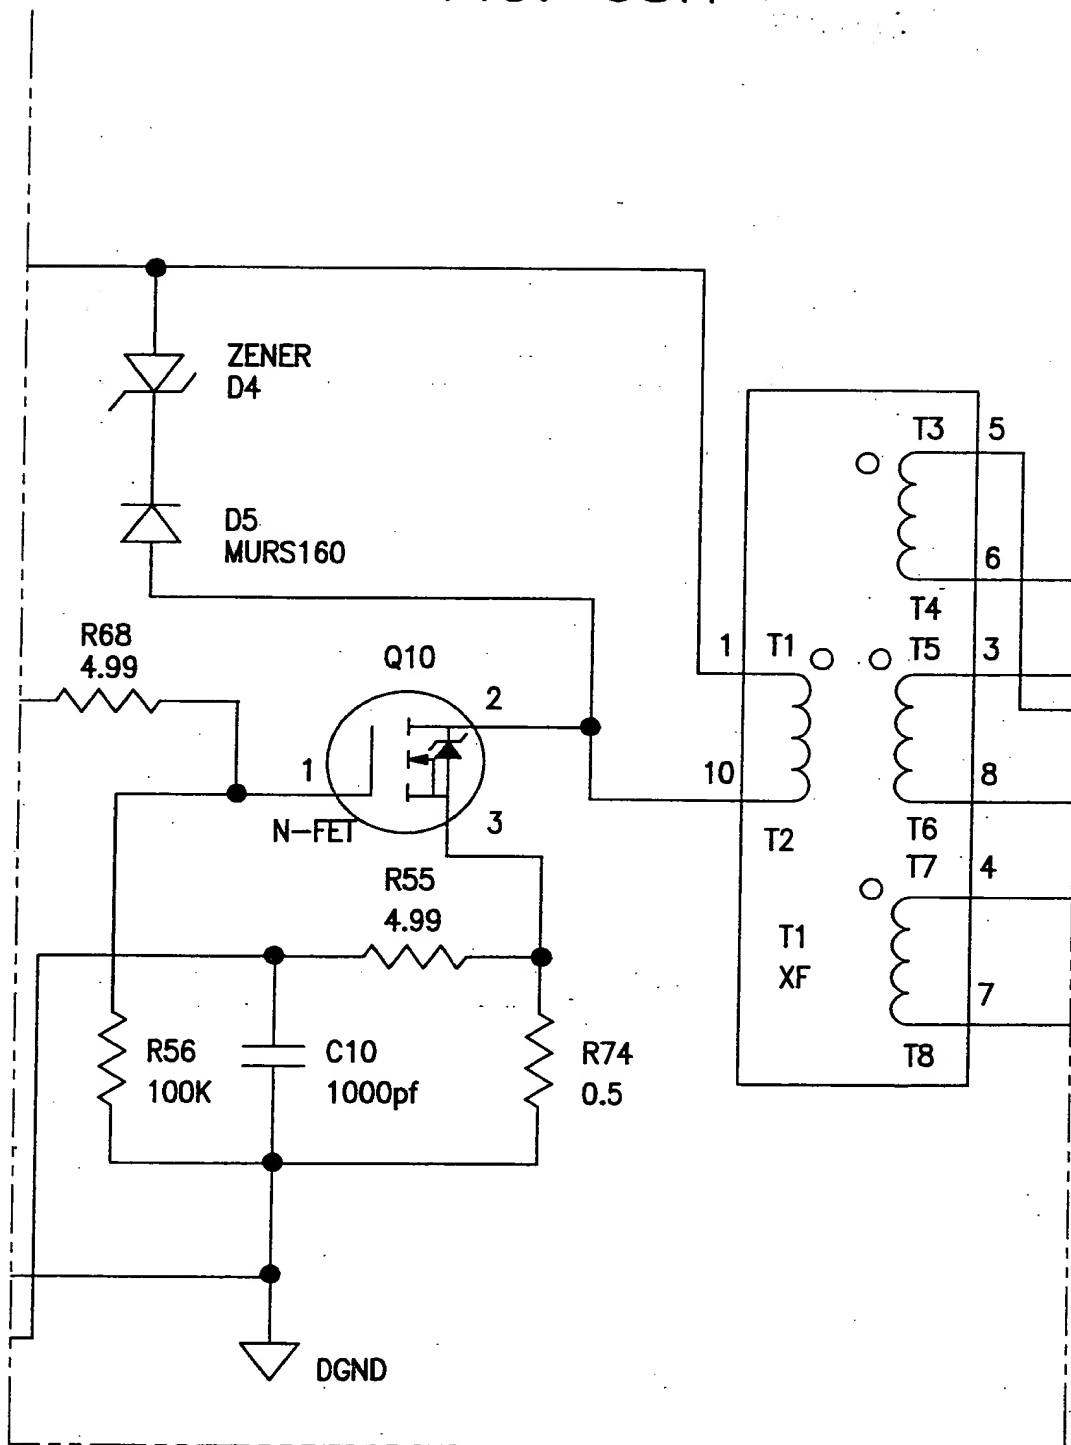 ZENER
D4
T3 5
D5
MURS160
6
T4
R68
4.99
Q10
1 T1 T5 3
2
1
10
8
N-FET
3
T2
T6
T7 4
R55
4.99
T1
XF
7
R56
100K
C10
1000pf
R74
0.5
T8
DGND